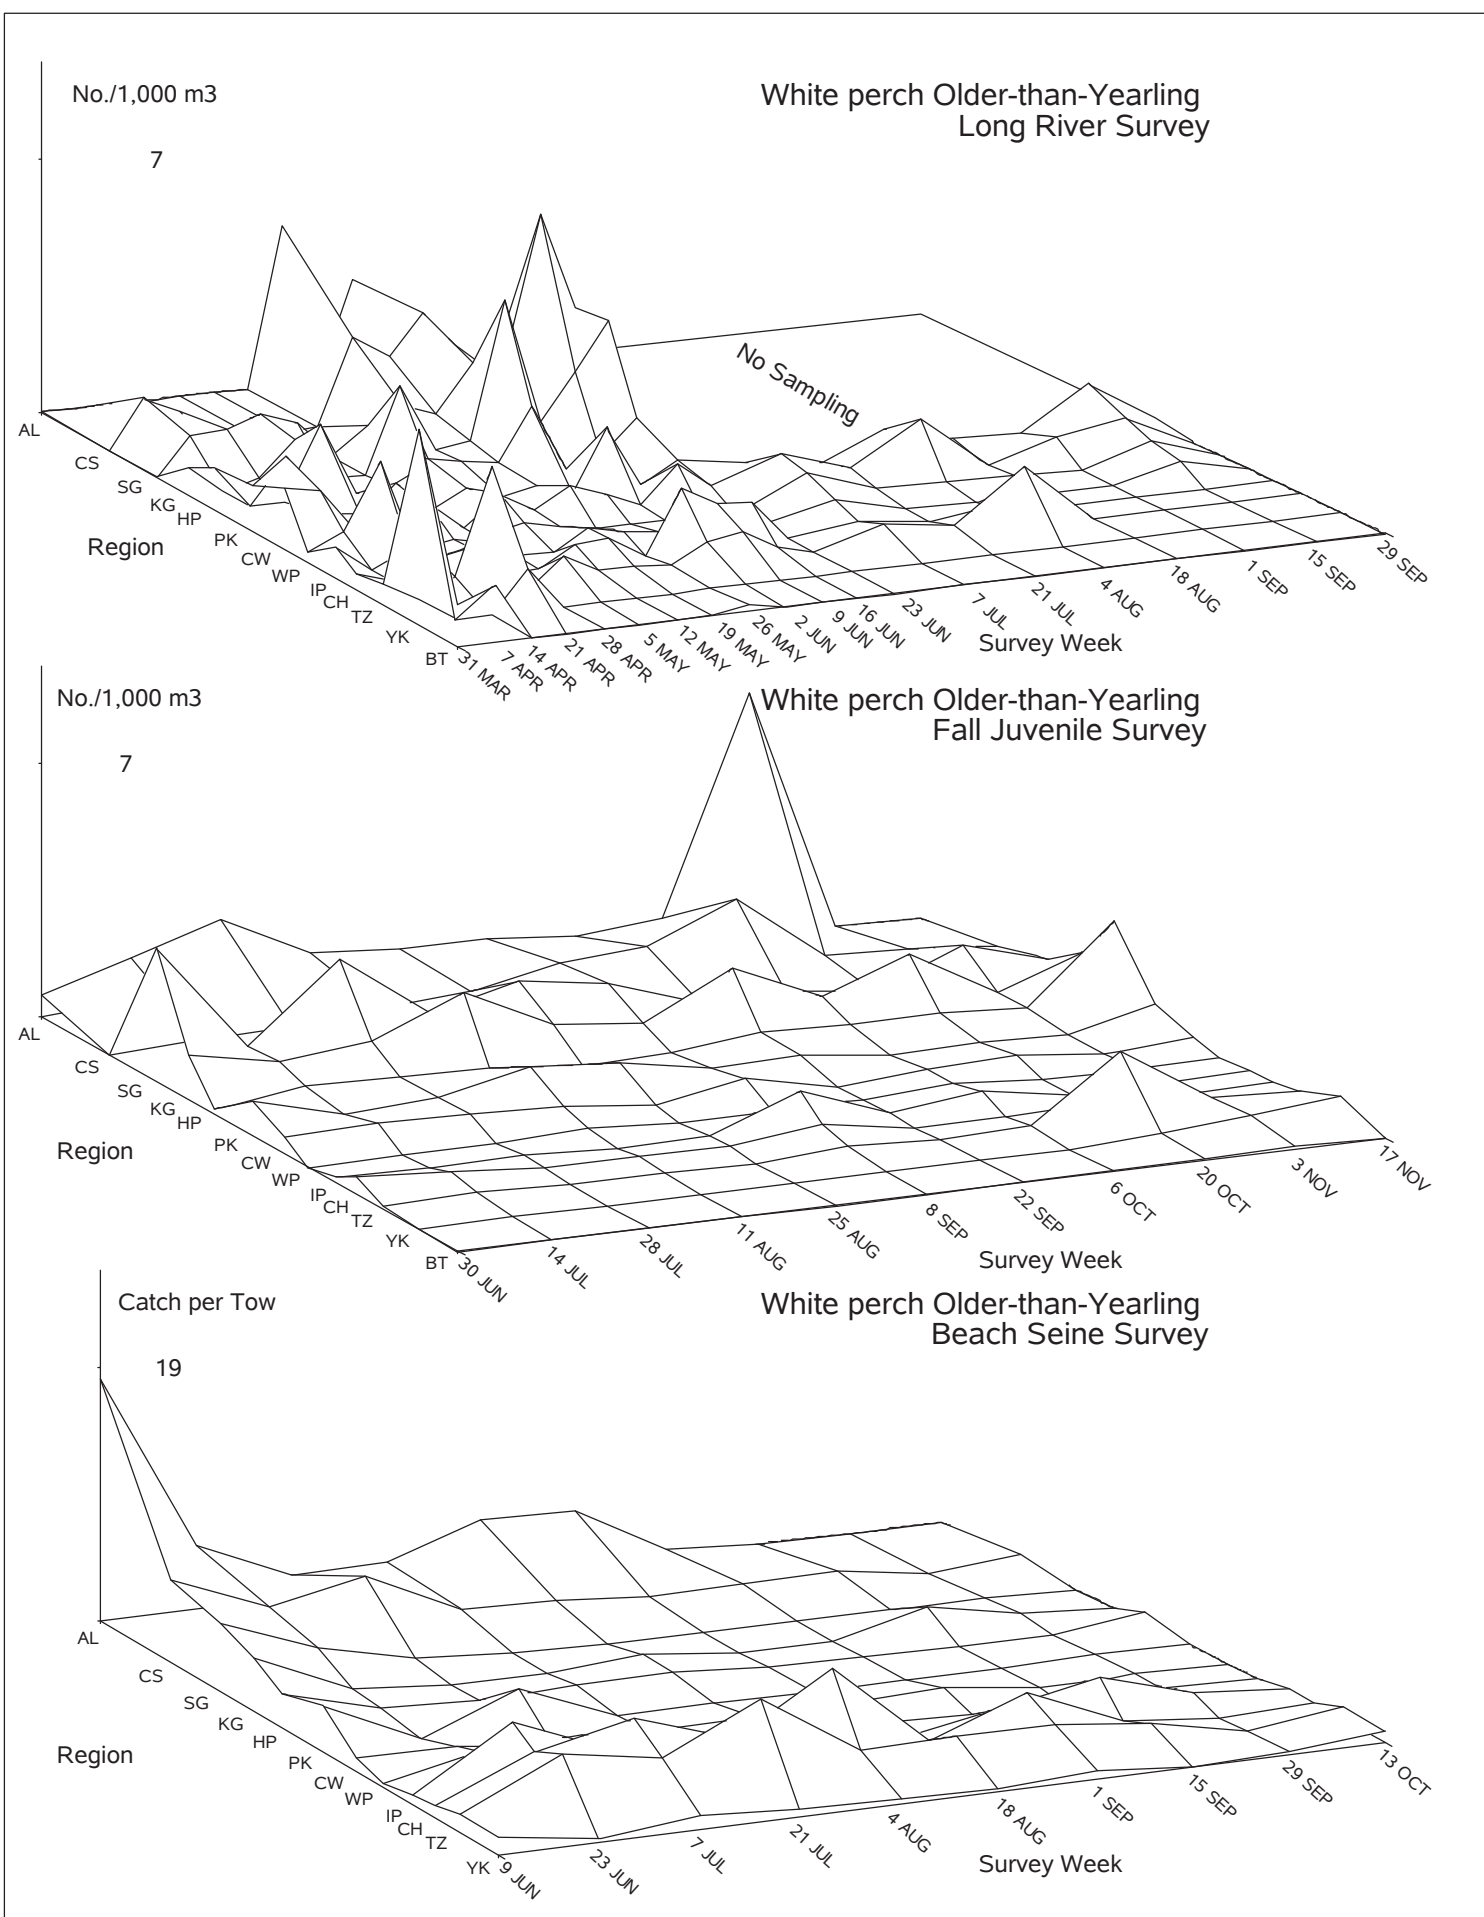 No./1,000 m3
White perch Older-than-Yearling
Long River Survey
7
No Sampling
AL
CS
SG
KG
HP
PK
CW
WP
IP
CH
TZ
YK
BT
Region
31 MAR
7 APR
14 APR
21 APR
28 APR
5 MAY
12 MAY
19 MAY
26 MAY
2 JUN
9 JUN
16 JUN
23 JUN
7 JUL
21 JUL
4 AUG
18 AUG
1 SEP
15 SEP
29 SEP
Survey Week
No./1,000 m3
White perch Older-than-Yearling
Fall Juvenile Survey
7
AL
CS
SG
KG
HP
PK
CW
WP
IP
CH
TZ
YK
BT
Region
30 JUN
14 JUL
28 JUL
11 AUG
25 AUG
8 SEP
22 SEP
6 OCT
20 OCT
3 NOV
17 NOV
Survey Week
Catch per Tow
White perch Older-than-Yearling
Beach Seine Survey
19
AL
CS
SG
KG
HP
PK
CW
WP
IP
CH
TZ
YK
Region
9 JUN
23 JUN
7 JUL
21 JUL
4 AUG
18 AUG
1 SEP
15 SEP
29 SEP
13 OCT
Survey Week